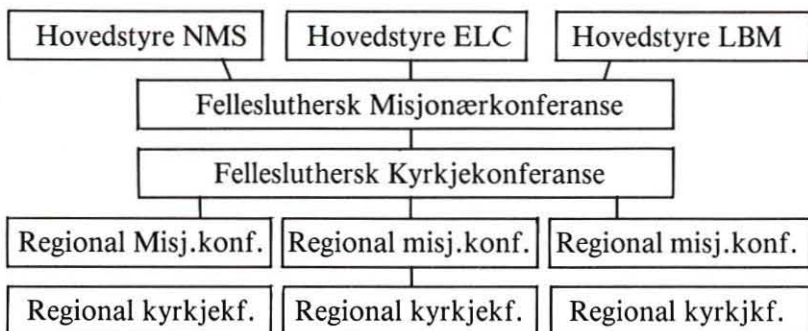 Hovedstyre NMS Hovedstyre ELC Hovedstyre LBM
Fellesluthersk Misjonærkonferanse
Fellesluthersk Kyrkjekonferanse
Regional Misj.konf. Regional misj.konf. Regional misj.konf.
Regional kyrkjekf. Regional kyrkjekf. Regional kyrkjkf.